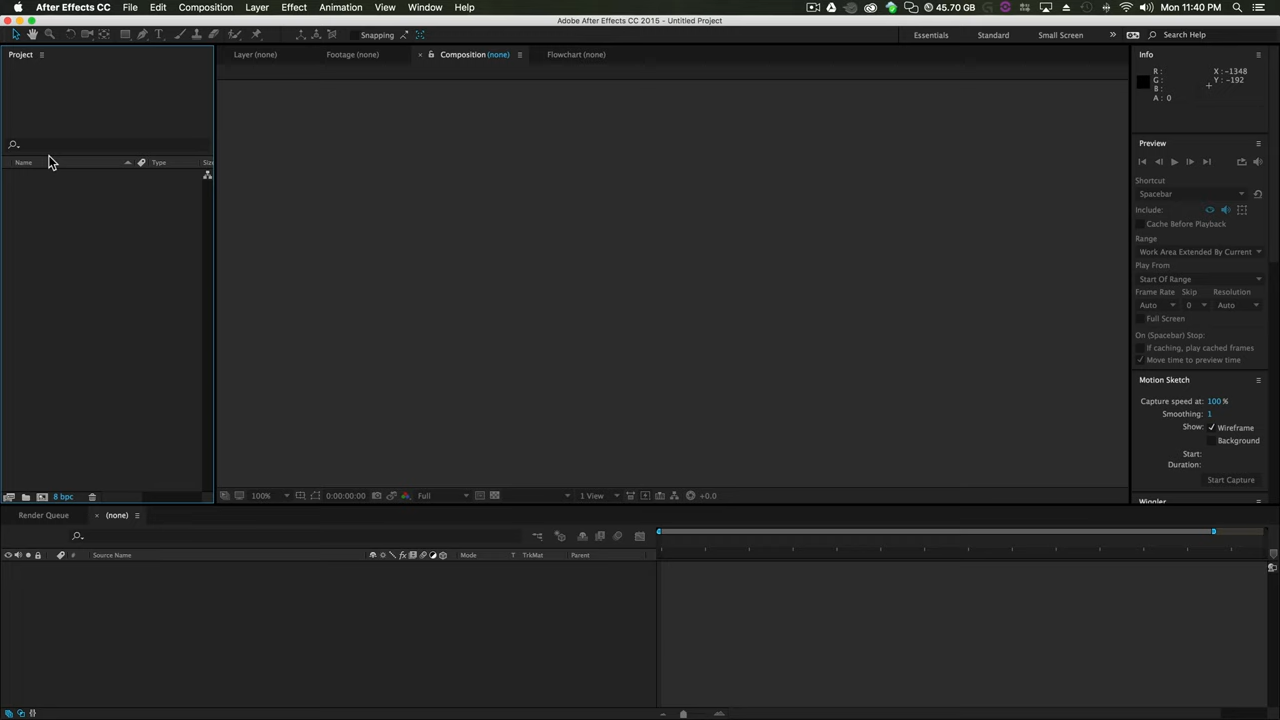 After Effects CC File Edit Composition Layer Effect Animation View Window Help 45.70 GB Mon 11:40 PM
Adobe After Effects CC 2015 - Untitled Project
Snapping Essentials Standard Small Screen Search Help
Project Layer (none) Footage (none) Composition (none) Flowchart (none) Info
R : X : -1348
G : Y : -192
B :
A : 0
Preview
Name Type Size
Shortcut
Spacebar
Include:
Cache Before Playback
Range
Work Area Extended By Current
Play From
Start Of Range
Frame Rate Skip Resolution
Auto 0 Auto
Full Screen
On (Spacebar) Stop:
If caching, play cached frames
Move time to preview time
Motion Sketch
Capture speed at: 100 %
Smoothing: 1
Show: Wireframe
Background
Start:
Duration:
Start Capture
8 bpc 100% 0:00:00:00 Full 1 View +0.0
Wiggler
Render Queue (none)
# Source Name Mode T TrkMat Parent